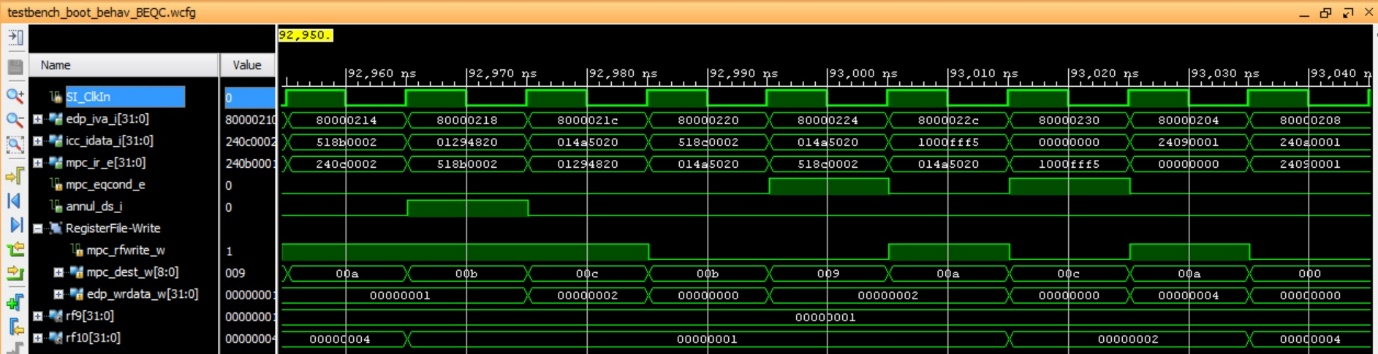 testbench_boot_behav_BEQC.wcfg
92,950.
Name Value
92,960 ns 92,970 ns 92,980 ns 92,990 ns 93,000 ns 93,010 ns 93,020 ns 93,030 ns 93,040 n
SI_ClkIn 0
edp_iva_i[31:0] 80000210 80000214 80000218 8000021c 80000220 80000224 8000022c 80000230 80000204 80000208
icc_idata_i[31:0] 240c0002 518b0002 01294820 014a5020 518c0002 014a5020 1000fff5 00000000 24090001 240a0001
mpc_ir_e[31:0] 240b0001 240c0002 518b0002 01294820 014a5020 518c0002 014a5020 1000fff5 00000000 24090001
mpc_eqcond_e 0
annul_ds_i 0
RegisterFile-Write
mpc_rfwrite_w 1
mpc_dest_w[8:0] 009 00a 00b 00c 00b 009 00a 00c 00a 000
edp_wrdata_w[31:0] 00000001 00000001 00000002 00000000 00000002 00000000 00000004 00000000
rf9[31:0] 00000001 00000001
rf10[31:0] 00000004 00000004 00000001 00000002 00000004